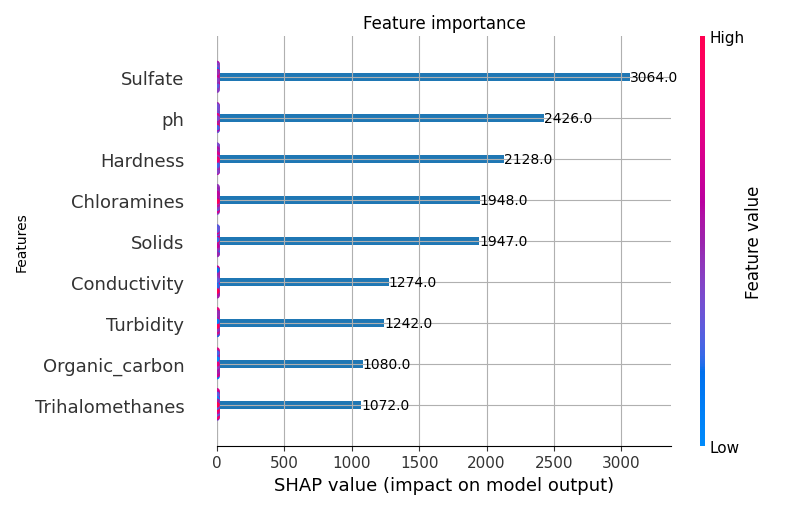 Feature importance
High
Sulfate 3064.0
ph 2426.0
Hardness 2128.0
Chloramines 1948.0
Solids 1947.0
Conductivity 1274.0
Turbidity 1242.0
Organic_carbon 1080.0
Trihalomethanes 1072.0
Features
Feature value
Low
0 500 1000 1500 2000 2500 3000
SHAP value (impact on model output)